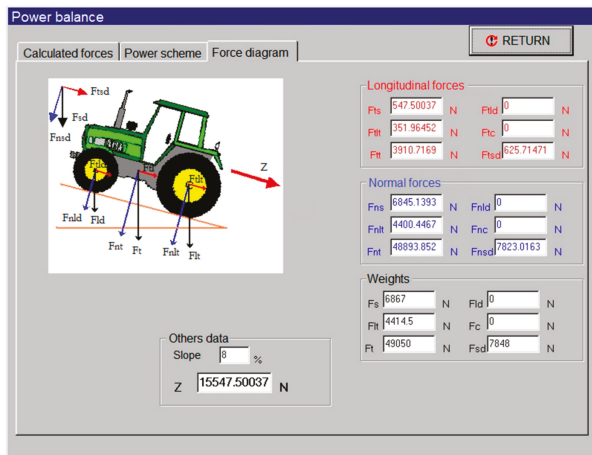 Power balance
RETURN
Calculated forces Power scheme Force diagram
Ftsd
Fsd
Fnsd
Z
Ftld Ft Ftlt
Fnld Fld
Fnt Ft Fnlt Flt
Longitudinal forces
Fts 547.50037 N Ftld 0 N
Ftlt 351.96452 N Ftc 0 N
Ftt 3910.7169 N Ftsd 625.71471 N
Normal forces
Fns 6845.1393 N Fnld 0 N
Fnlt 4400.4467 N Fnc 0 N
Fnt 48893.852 N Fnsd 7823.0163 N
Weights
Fs 6867 N Fld 0 N
Flt 4414.5 N Fc 0 N
Ft 49050 N Fsd 7848 N
Others data
Slope 8 %
Z 15547.50037 N